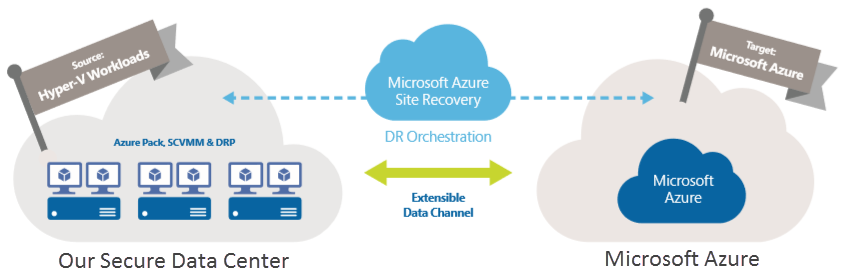 Source:
Hyper-V Workloads
Azure Pack, SCVMM & DRP
Our Secure Data Center
Microsoft Azure
Site Recovery
DR Orchestration
Extensible
Data Channel
Target:
Microsoft Azure
Microsoft
Azure
Microsoft Azure